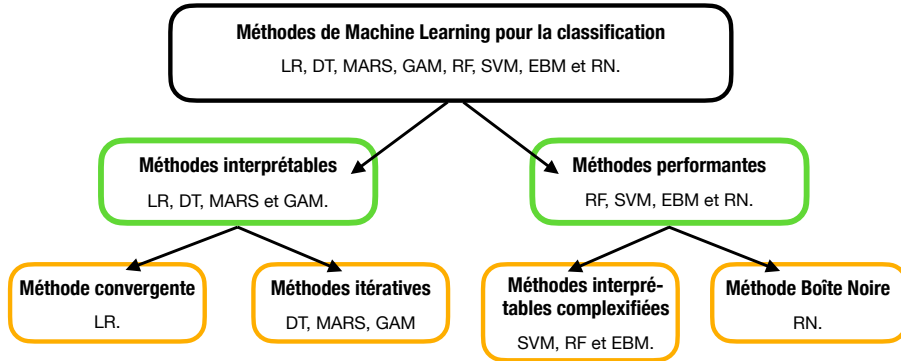 Méthodes de Machine Learning pour la classification
LR, DT, MARS, GAM, RF, SVM, EBM et RN.
Méthodes interprétables
LR, DT, MARS et GAM.
Méthodes performantes
RF, SVM, EBM et RN.
Méthode convergente
LR.
Méthodes itératives
DT, MARS, GAM
Méthodes interpré-
tables complexifiées
SVM, RF et EBM.
Méthode Boîte Noire
RN.